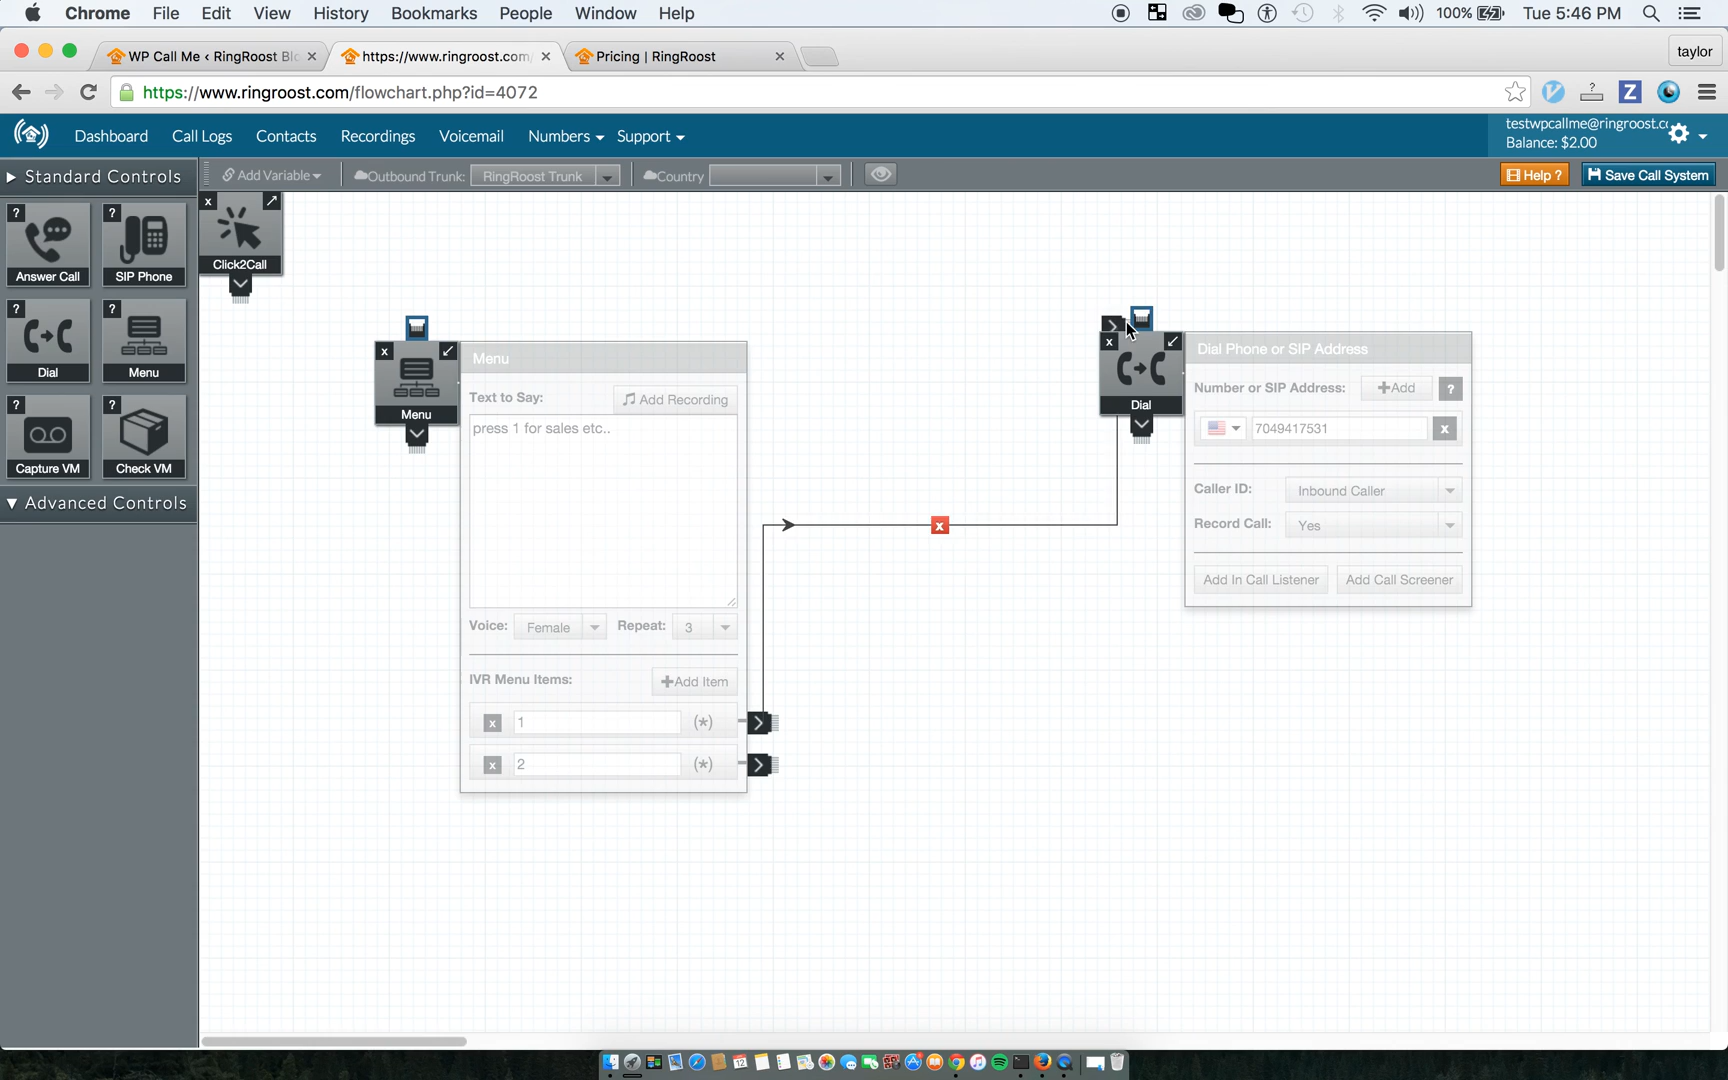 Chrome File Edit View History Bookmarks People Window Help
100% Tue 5:46 PM
WP Call Me ‹ RingRoost Blo
https://www.ringroost.com
Pricing | RingRoost
taylor
https://www.ringroost.com/flowchart.php?id=4072
Dashboard Call Logs Contacts Recordings Voicemail Numbers Support
testwpcallme@ringroost.co
Balance: $2.00
Standard Controls
Add Variable Outbound Trunk: RingRoost Trunk Country
Help ? Save Call System
Answer Call
SIP Phone
Dial
Menu
Capture VM
Check VM
Advanced Controls
Click2Call
Menu
Menu
Text to Say: Add Recording
press 1 for sales etc..
Voice: Female Repeat: 3
IVR Menu Items: +Add Item
x 1 (*)
x 2 (*)
x
Dial
Dial Phone or SIP Address
Number or SIP Address: +Add ?
7049417531 x
Caller ID: Inbound Caller
Record Call: Yes
Add In Call Listener Add Call Screener